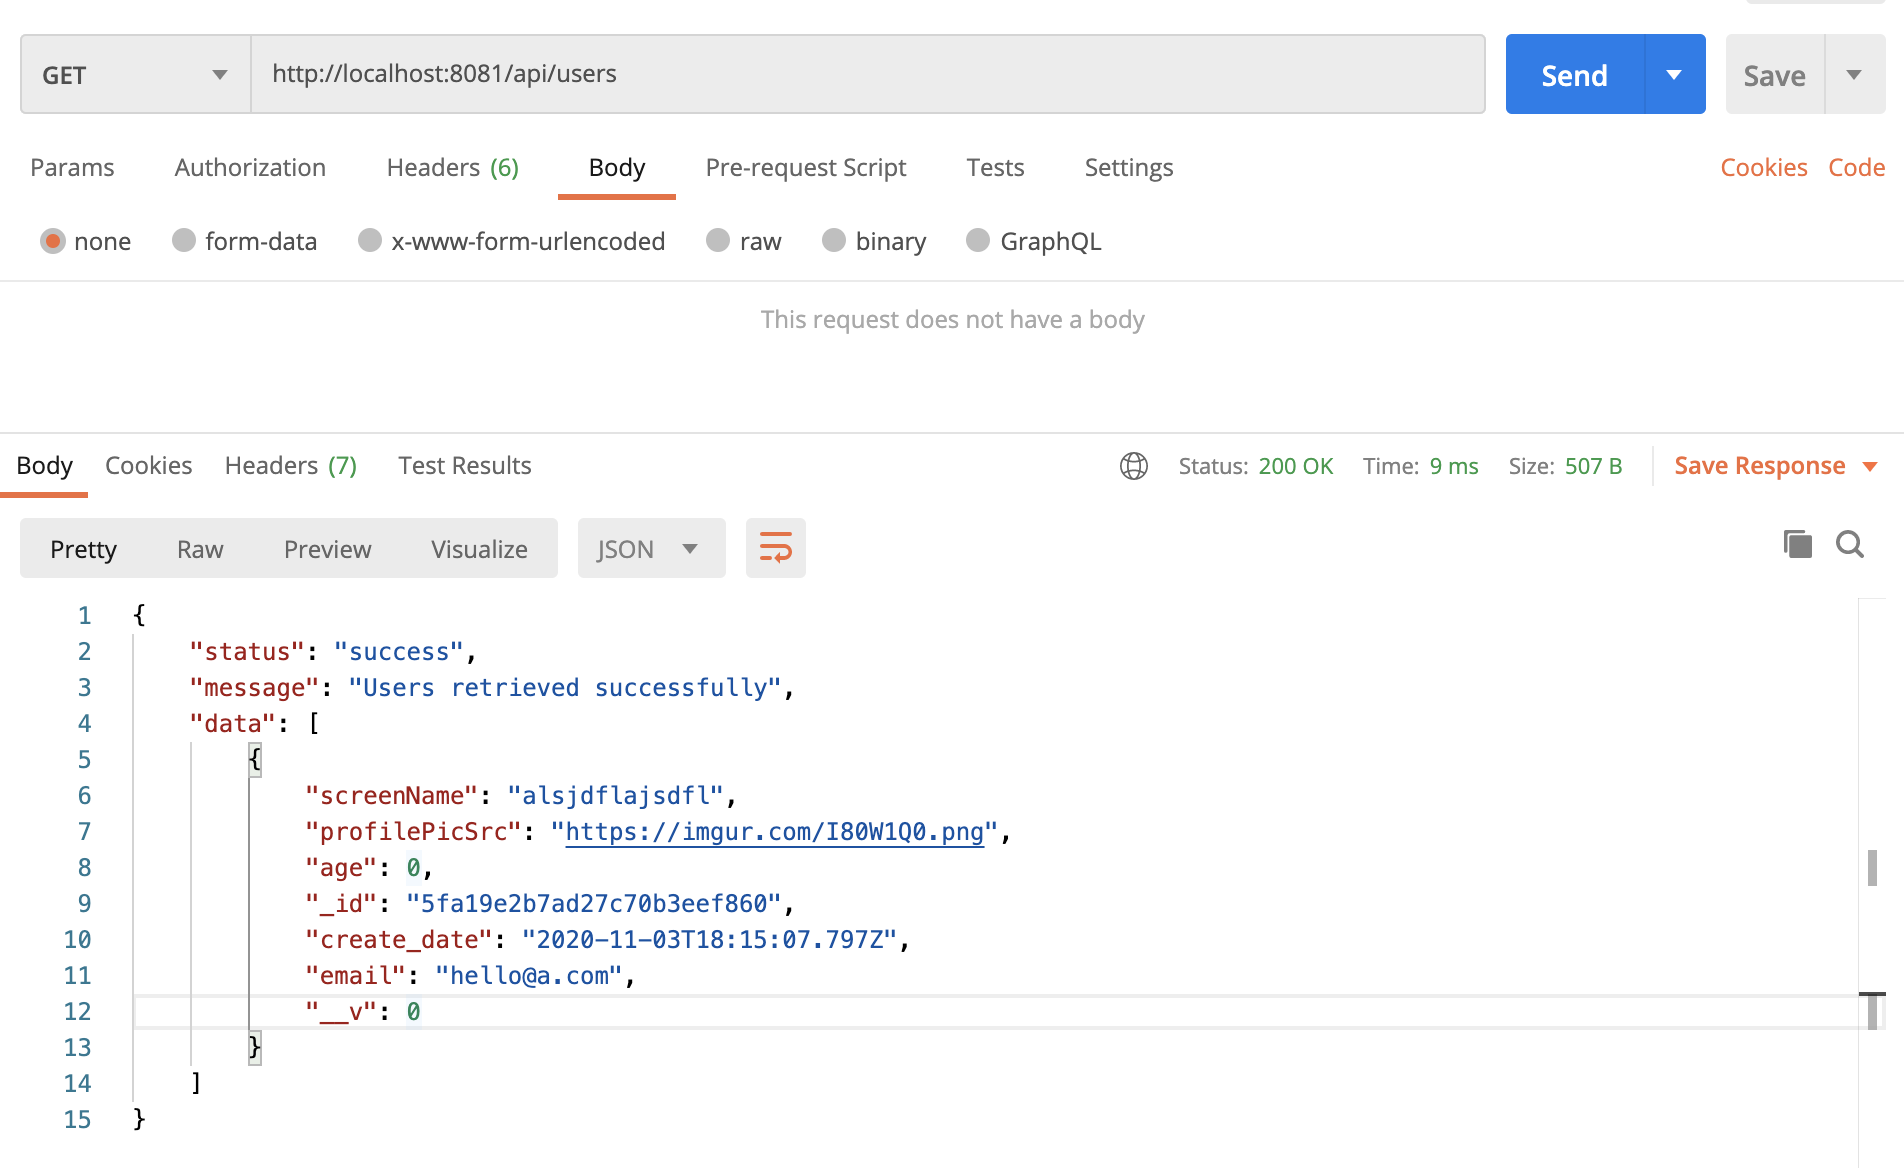 GET http://localhost:8081/api/users Send Save
Params Authorization Headers (6) Body Pre-request Script Tests Settings Cookies Code
none form-data x-www-form-urlencoded raw binary GraphQL
This request does not have a body
Body Cookies Headers (7) Test Results Status: 200 OK Time: 9 ms Size: 507 B Save Response
Pretty Raw Preview Visualize JSON
1 {
2 "status": "success",
3 "message": "Users retrieved successfully",
4 "data": [
5 {
6 "screenName": "alsjdflajsdfl",
7 "profilePicSrc": "https://imgur.com/I80W1Q0.png",
8 "age": 0,
9 "_id": "5fa19e2b7ad27c70b3eef860",
10 "create_date": "2020-11-03T18:15:07.797Z",
11 "email": "hello@a.com",
12 "__v": 0
13 }
14 ]
15 }